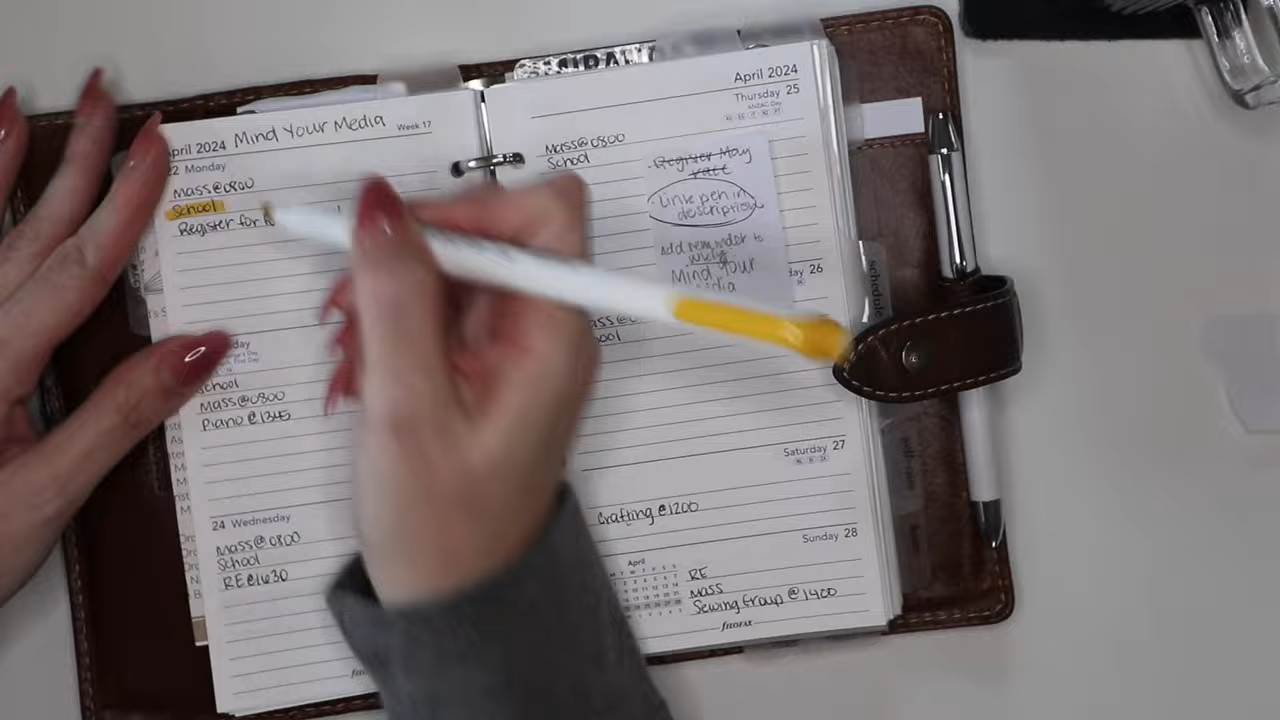 April 2024 Mind Your Media Week 17
22 Monday
Mass@0800
School
Register for
School
Mass@0800
Piano @1345
24 Wednesday
Mass@0800
School
RE@1630
April 2024
Thursday 25
ANZAC Day
Mass@0800
School
Register May
race
Link pen in
description
Add reminder to
Mind Your
26
Saturday 27
Crafting @1200
Sunday 28
April
RE
Mass
Sewing Group @ 1400
filofax
schedule